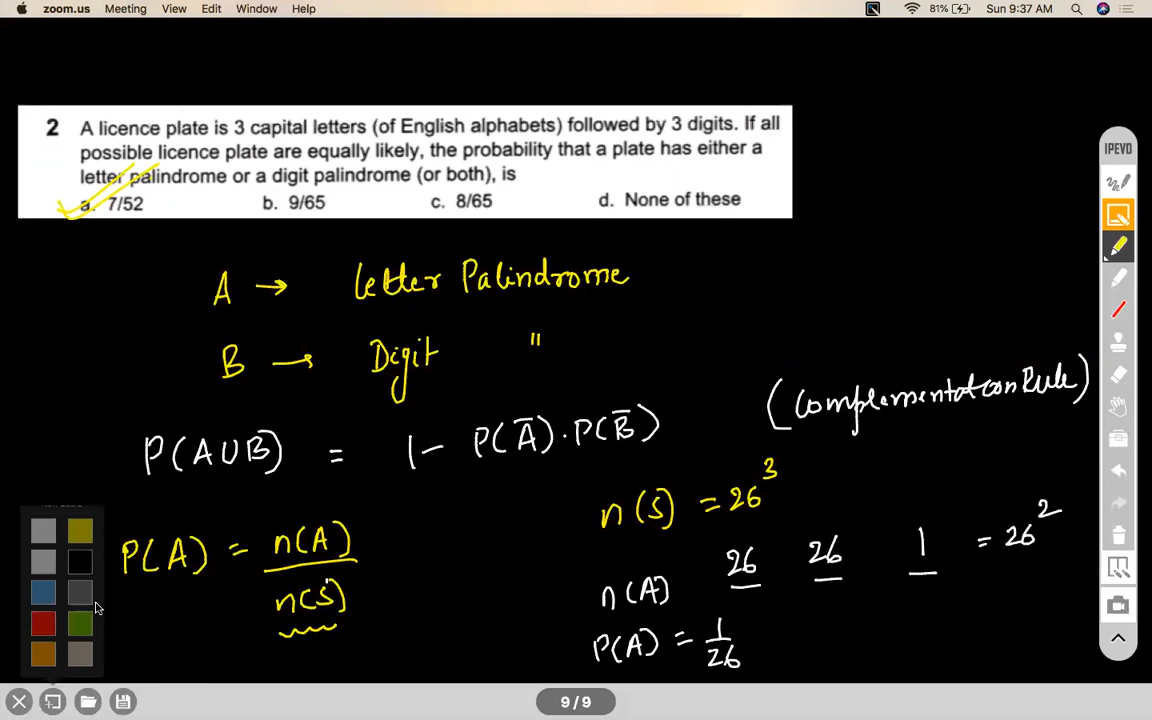 zoom.us Meeting View Edit Window Help 81% Sun 9:37 AM
2 A licence plate is 3 capital letters (of English alphabets) followed by 3 digits. If all
possible licence plate are equally likely, the probability that a plate has either a
letter palindrome or a digit palindrome (or both), is
a. 7/52 b. 9/65 c. 8/65 d. None of these
IPEVO
A → letter Palindrome
B → Digit "
(Complementation Rule)
P(A∪B) = 1 - P(A̅)·P(B̅)
n(S) = 26³
P(A) = n(A)
n(S)
n(A) 26 26 1 = 26²
P(A) = 1/26
9 / 9